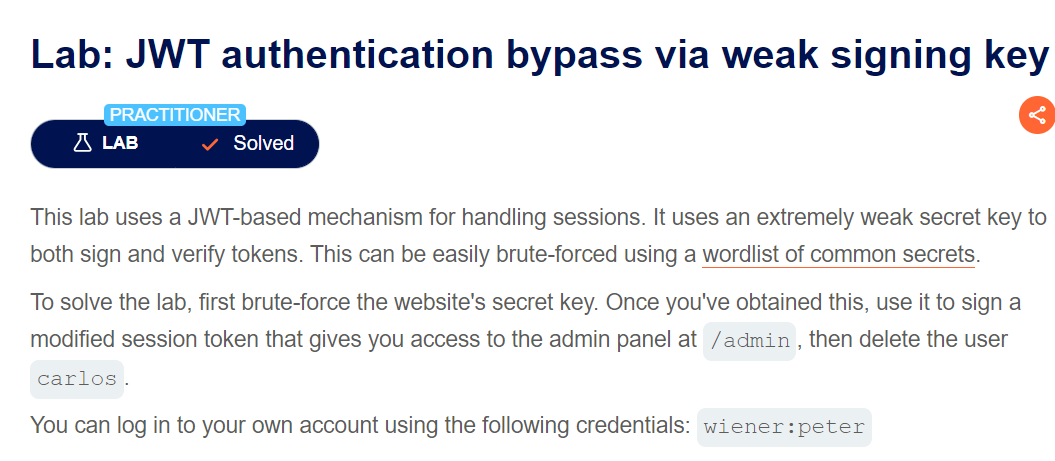 Lab: JWT authentication bypass via weak signing key
PRACTITIONER
LAB Solved
This lab uses a JWT-based mechanism for handling sessions. It uses an extremely weak secret key to
both sign and verify tokens. This can be easily brute-forced using a wordlist of common secrets.
To solve the lab, first brute-force the website's secret key. Once you've obtained this, use it to sign a
modified session token that gives you access to the admin panel at /admin, then delete the user
carlos.
You can log in to your own account using the following credentials: wiener:peter